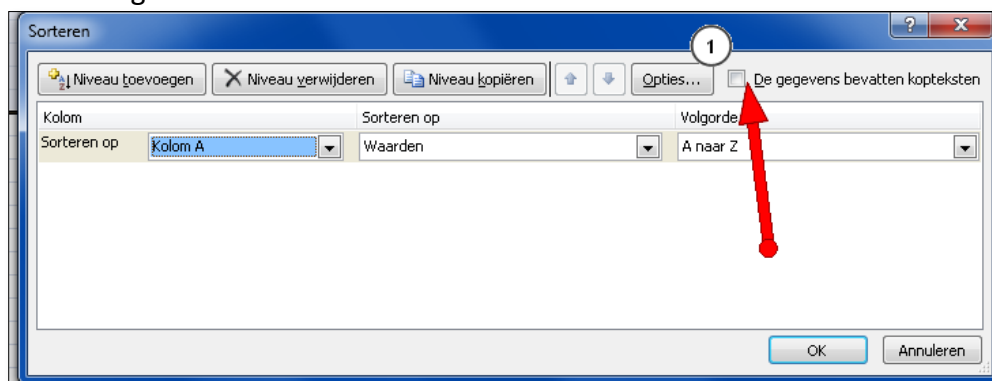 Sorteren
1
Niveau toevoegen Niveau verwijderen Niveau kopiëren Opties... De gegevens bevatten kopteksten
Kolom Sorteren op Volgorde
Sorteren op Kolom A Waarden A naar Z
OK Annuleren